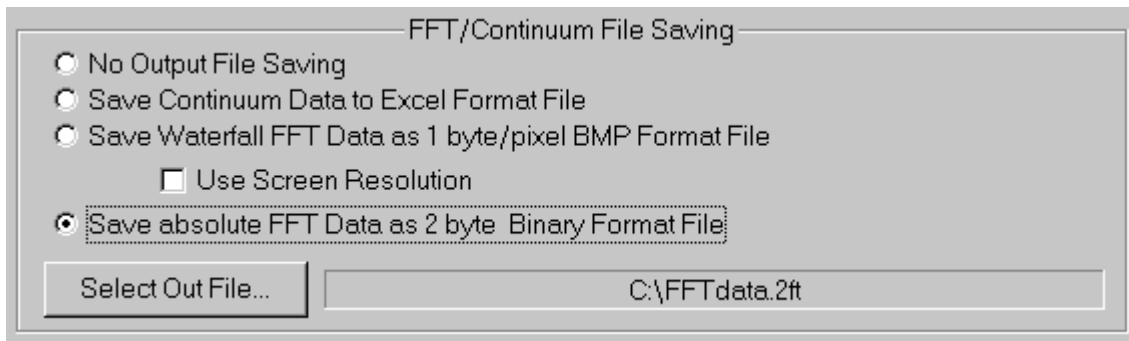 FFT/Continuum File Saving
No Output File Saving
Save Continuum Data to Excel Format File
Save Waterfall FFT Data as 1 byte/pixel BMP Format File
Use Screen Resolution
Save absolute FFT Data as 2 byte  Binary Format File
Select Out File... C:\FFTdata.2ft